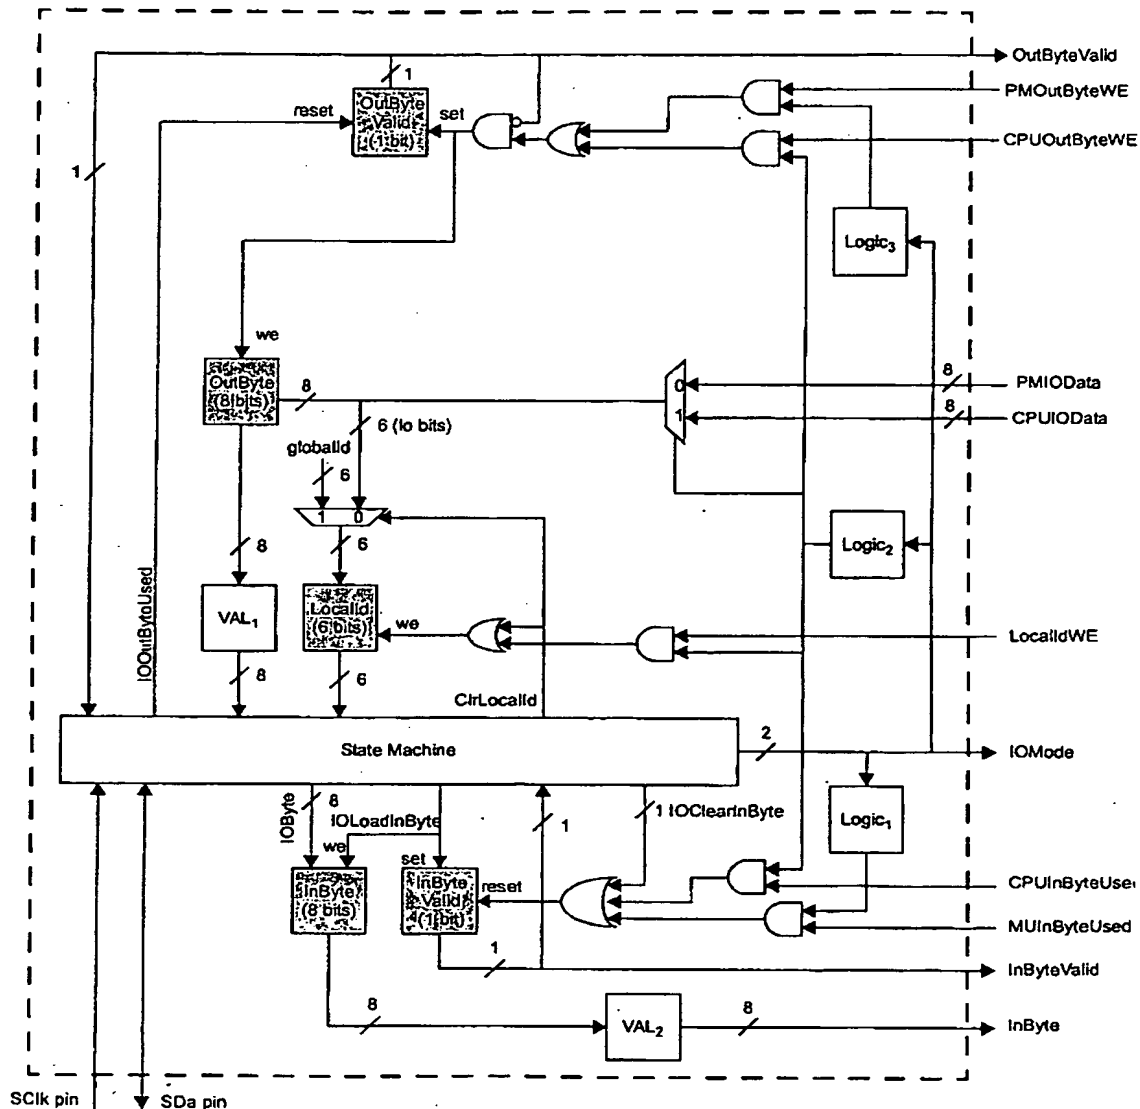 OutByteValid
1
OutByte
Valid
(1 bit)
reset
set
PMOutByteWE
CPUOutByteWE
1
Logic3
we
OutByte
(8 bits)
8
6 (lo bits)
globalId
6
0
1
8
PMIOData
8
CPUIOData
1 0
8
6
Logic2
IOOutByteUsed
VAL1
LocalId
(6 bits)
we
LocalIdWE
8
6
ClrLocalId
State Machine
2
IOMode
IOByte
8
IOLoadInByte
we
1
1 IOClearInByte
Logic1
set
InByte
(8 bits)
InByte
Valid
(1 bit)
reset
CPUInByteUse
MUInByteUsed
1
InByteValid
8
VAL2
8
InByte
SClk pin
SDa pin